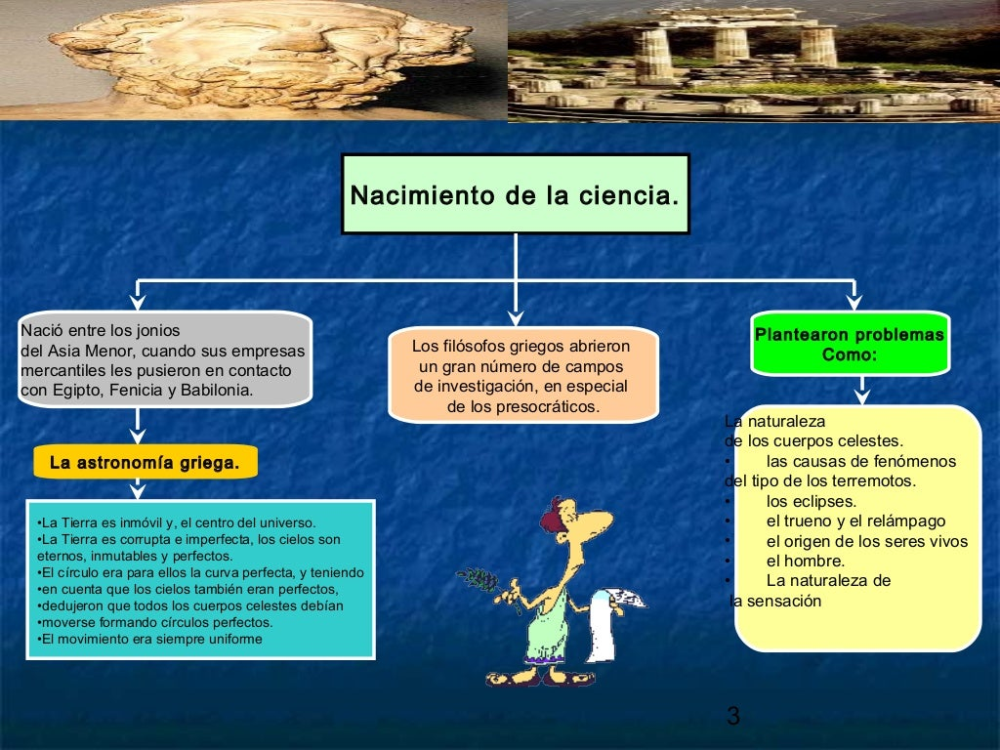 Nacimiento de la ciencia.
Nació entre los jonios
del Asia Menor, cuando sus empresas
mercantiles les pusieron en contacto
con Egipto, Fenicia y Babilonia.
La astronomía griega.
•La Tierra es inmóvil y, el centro del universo.
•La Tierra es corrupta e imperfecta, los cielos son
eternos, inmutables y perfectos.
•El círculo era para ellos la curva perfecta, y teniendo
•en cuenta que los cielos también eran perfectos,
•dedujeron que todos los cuerpos celestes debían
•moverse formando círculos perfectos.
•El movimiento era siempre uniforme
Los filósofos griegos abrieron
un gran número de campos
de investigación, en especial
de los presocráticos.
Plantearon problemas
Como:
La naturaleza
de los cuerpos celestes.
• las causas de fenómenos
del tipo de los terremotos.
• los eclipses.
• el trueno y el relámpago
• el origen de los seres vivos
• el hombre.
• La naturaleza de
la sensación
3